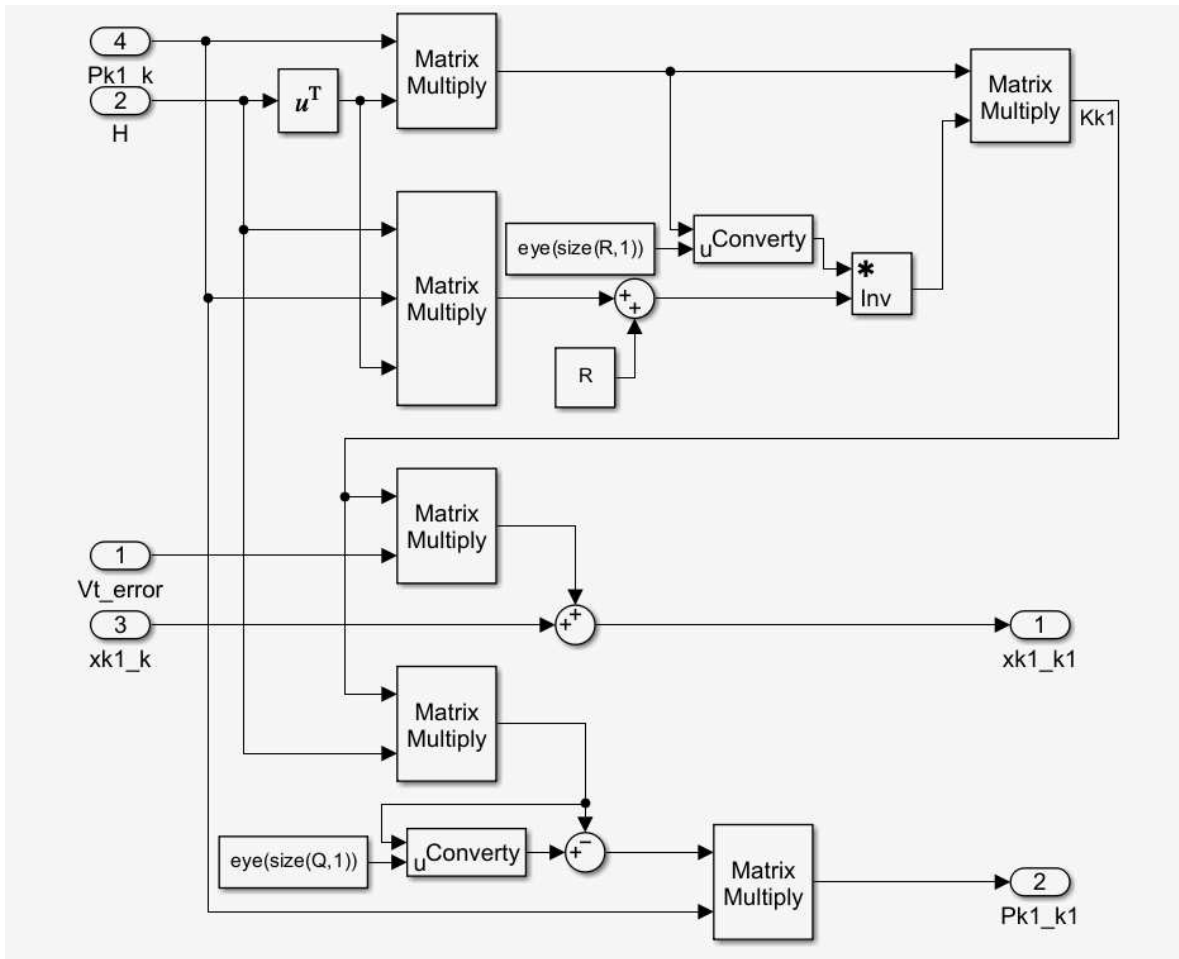 4
Pk1_k
2
H
u^T
Matrix
Multiply
Matrix
Multiply
Kk1
Matrix
Multiply
eye(size(R,1))
u Converty
* 
Inv
+
+
R
Matrix
Multiply
1
Vt_error
+
+
3
xk1_k
1
xk1_k1
Matrix
Multiply
eye(size(Q,1))
u Converty
+
−
Matrix
Multiply
2
Pk1_k1